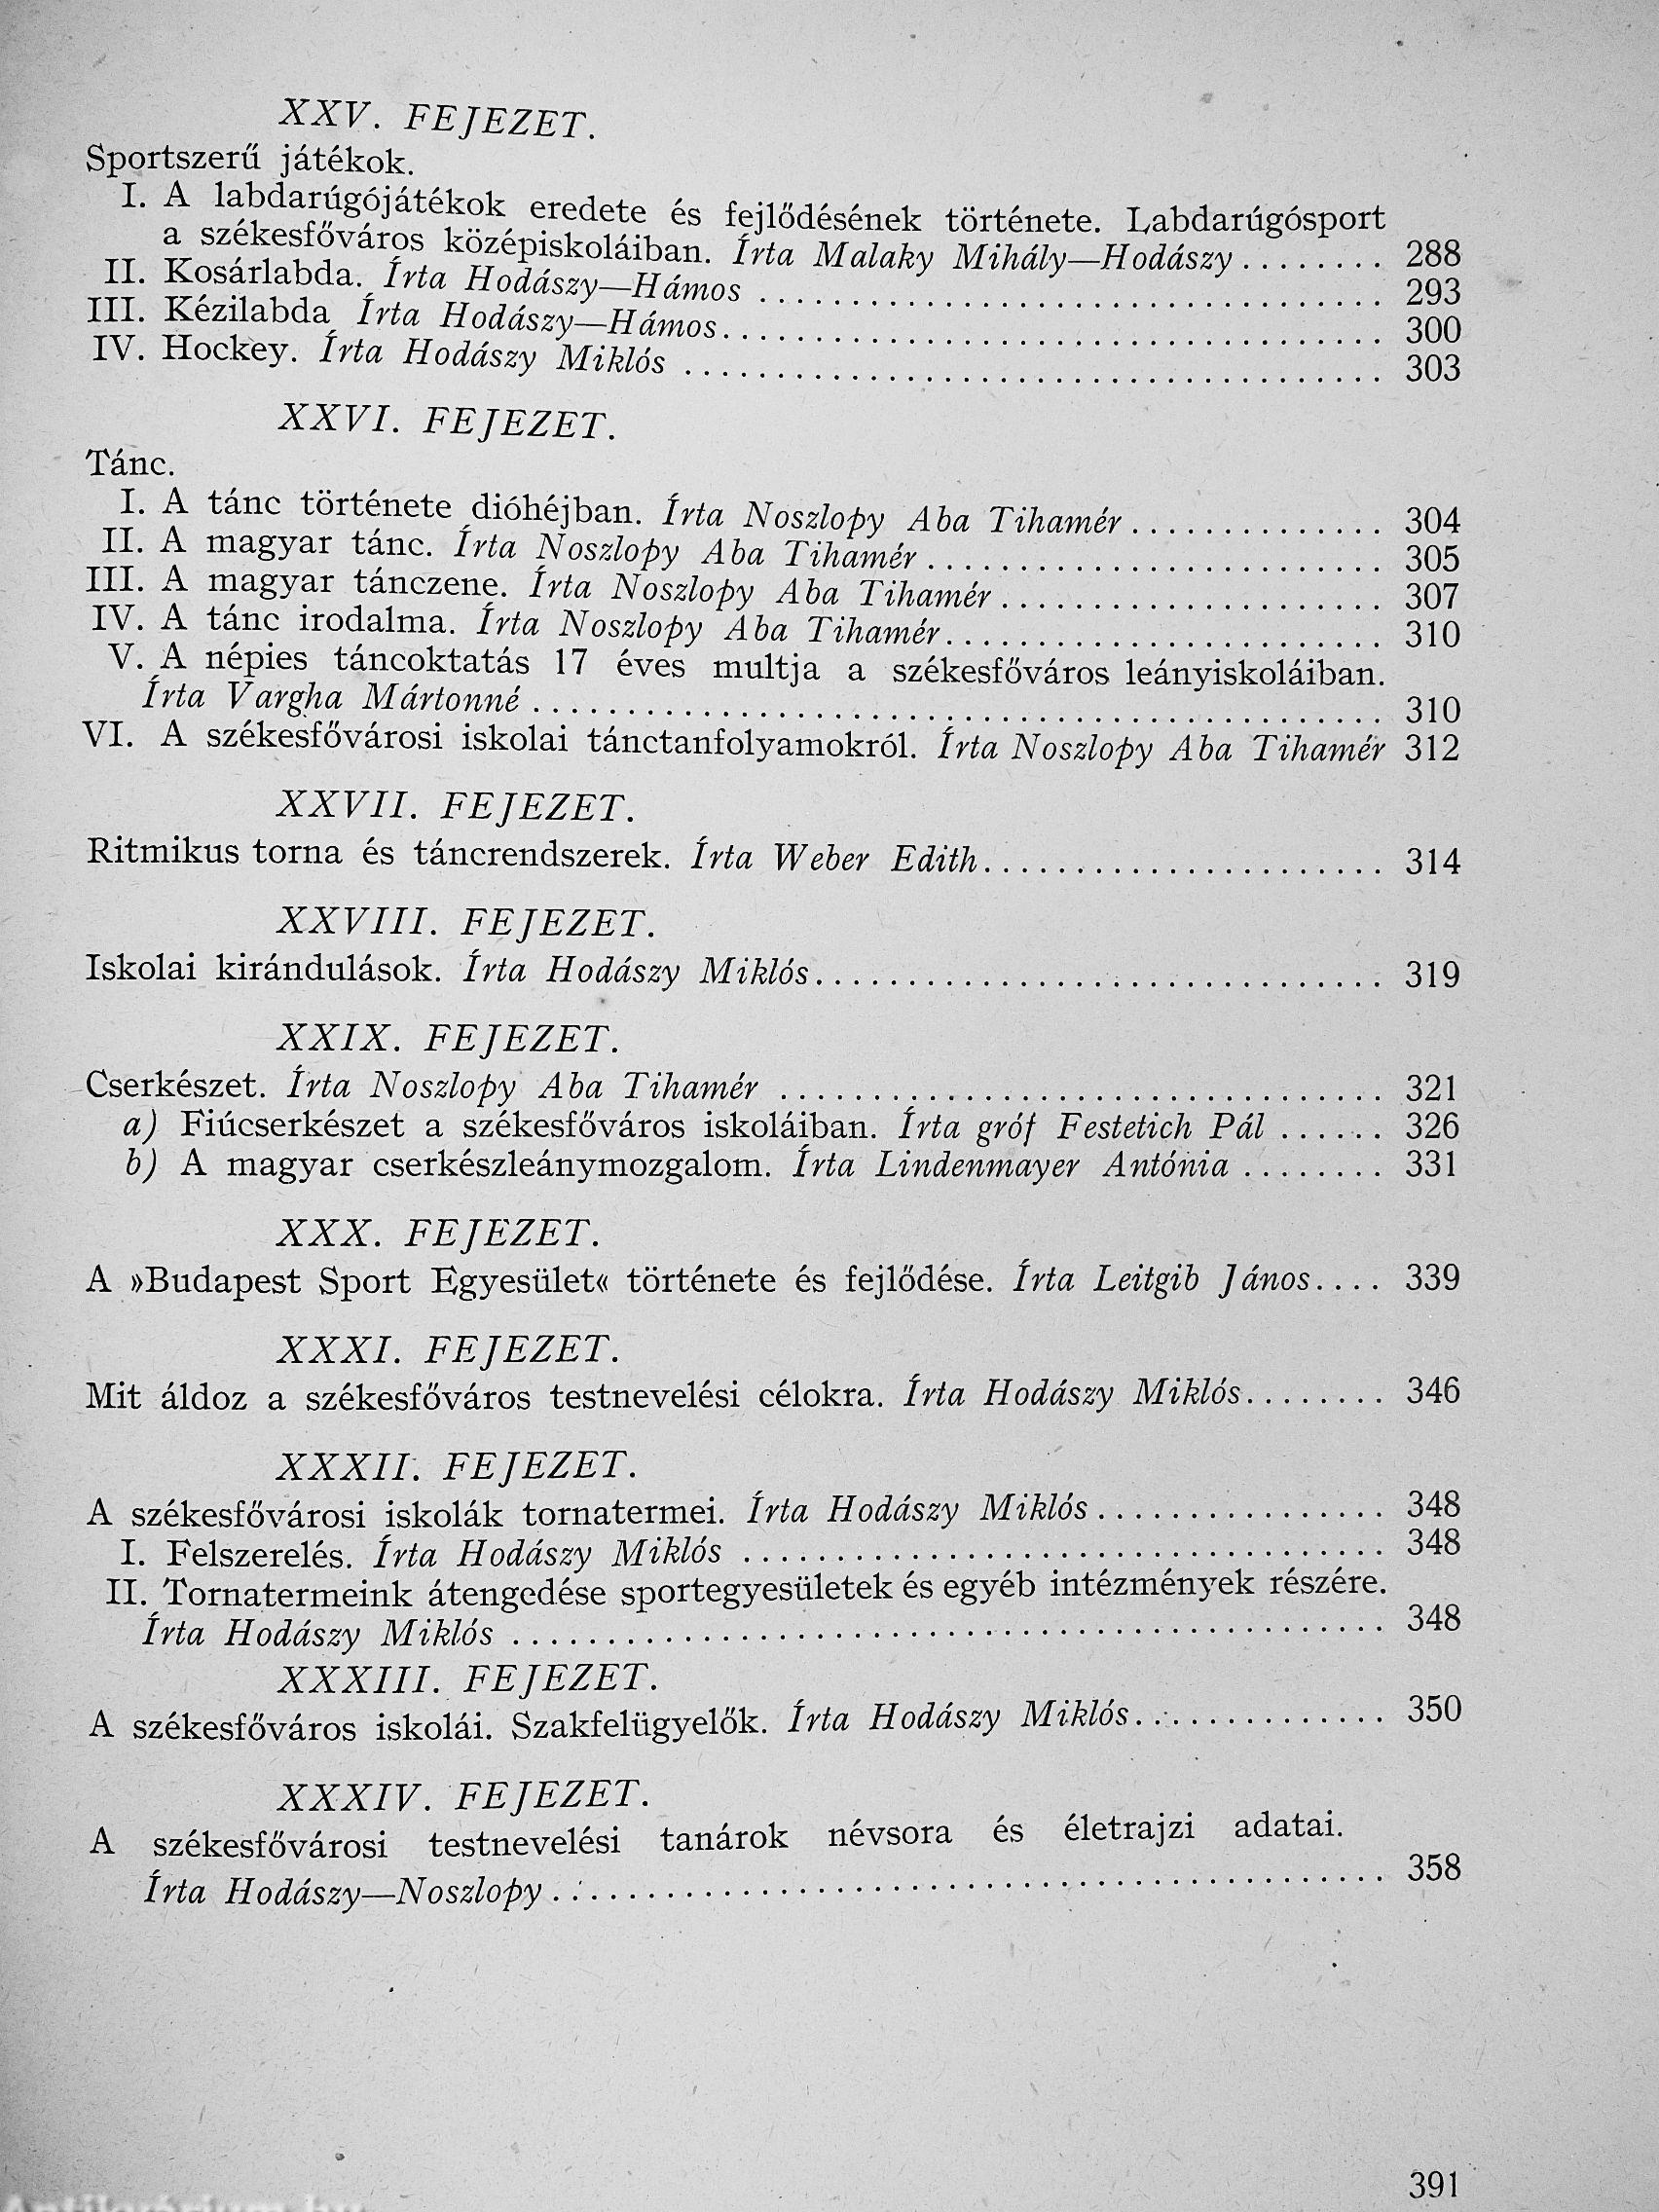 XXV. FEJEZET.
Sportszerű játékok.
I. A labdarúgójátékok eredete és fejlődésének története. Labdarúgósport
a székesfőváros középiskoláiban. Írta Malaky Mihály—Hodászy ........ 288
II. Kosárlabda. Írta Hodászy—Hámos .................................. 293
III. Kézilabda Írta Hodászy—Hámos.................................... 300
IV. Hockey. Írta Hodászy Miklós ...................................... 303
XXVI. FEJEZET.
Tánc.
I. A tánc története dióhéjban. Írta Noszlopy Aba Tihamér .............. 304
II. A magyar tánc. Írta Noszlopy Aba Tihamér ......................... 305
III. A magyar tánczene. Írta Noszlopy Aba Tihamér ..................... 307
IV. A tánc irodalma. Írta Noszlopy Aba Tihamér........................ 310
V. A népies táncoktatás 17 éves multja a székesfőváros leányiskoláiban.
Írta Vargha Mártonné ............................................... 310
VI. A székesfővárosi iskolai tánctanfolyamokról. Írta Noszlopy Aba Tihamér 312
XXVII. FEJEZET.
Ritmikus torna és táncrendszerek. Írta Weber Edith...................... 314
XXVIII. FEJEZET.
Iskolai kirándulások. Írta Hodászy Miklós............................... 319
XXIX. FEJEZET.
Cserkészet. Írta Noszlopy Aba Tihamér ................................. 321
a) Fiúcserkészet a székesfőváros iskoláiban. Írta gróf Festetich Pál ...... 326
b) A magyar cserkészleánymozgalom. Írta Lindenmayer Antónia ........ 331
XXX. FEJEZET.
A »Budapest Sport Egyesület« története és fejlődése. Írta Leitgib János.... 339
XXXI. FEJEZET.
Mit áldoz a székesfőváros testnevelési célokra. Írta Hodászy Miklós........ 346
XXXII. FEJEZET.
A székesfővárosi iskolák tornatermei. Írta Hodászy Miklós ................ 348
I. Felszerelés. Írta Hodászy Miklós ................................... 348
II. Tornatermeink átengedése sportegyesületek és egyéb intézmények részére.
Írta Hodászy Miklós ................................................ 348
XXXIII. FEJEZET.
A székesfőváros iskolái. Szakfelügyelők. Írta Hodászy Miklós.............. 350
XXXIV. FEJEZET.
A székesfővárosi testnevelési tanárok névsora és életrajzi adatai.
Írta Hodászy—Noszlopy .............................................. 358
391